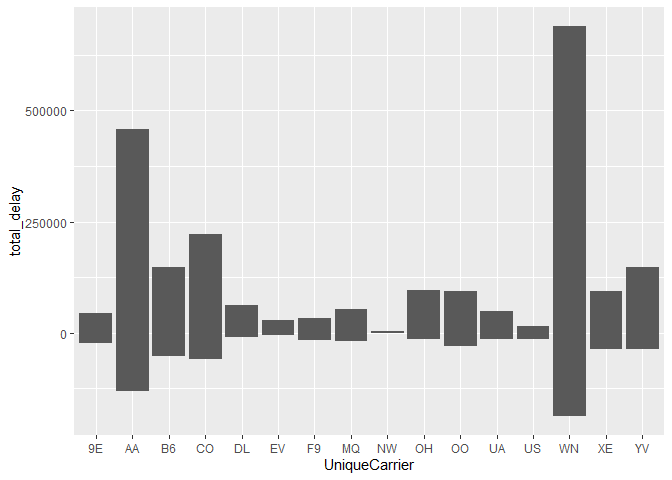 500000
250000
0
total_delay
9E AA B6 CO DL EV F9 MQ NW OH OO UA US WN XE YV
UniqueCarrier